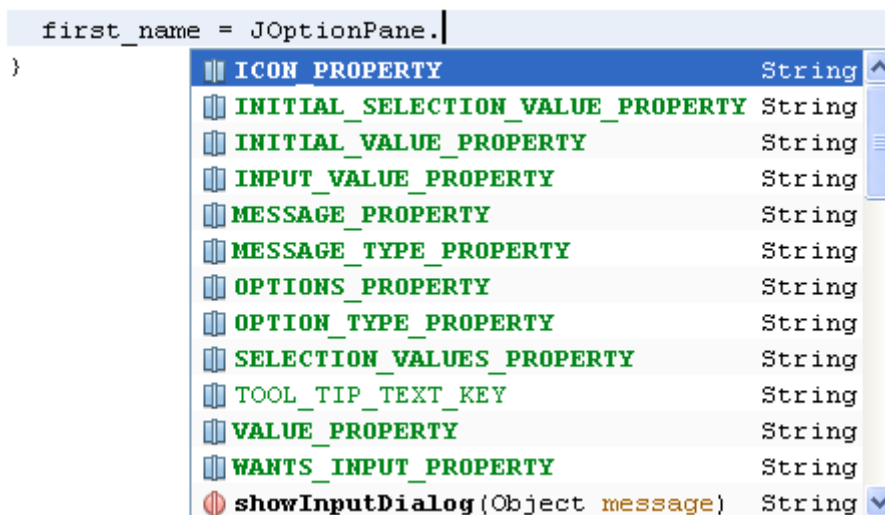 first_name = JOptionPane.
}
ICON_PROPERTY String
INITIAL_SELECTION_VALUE_PROPERTY String
INITIAL_VALUE_PROPERTY String
INPUT_VALUE_PROPERTY String
MESSAGE_PROPERTY String
MESSAGE_TYPE_PROPERTY String
OPTIONS_PROPERTY String
OPTION_TYPE_PROPERTY String
SELECTION_VALUES_PROPERTY String
TOOL_TIP_TEXT_KEY String
VALUE_PROPERTY String
WANTS_INPUT_PROPERTY String
showInputDialog(Object message) String